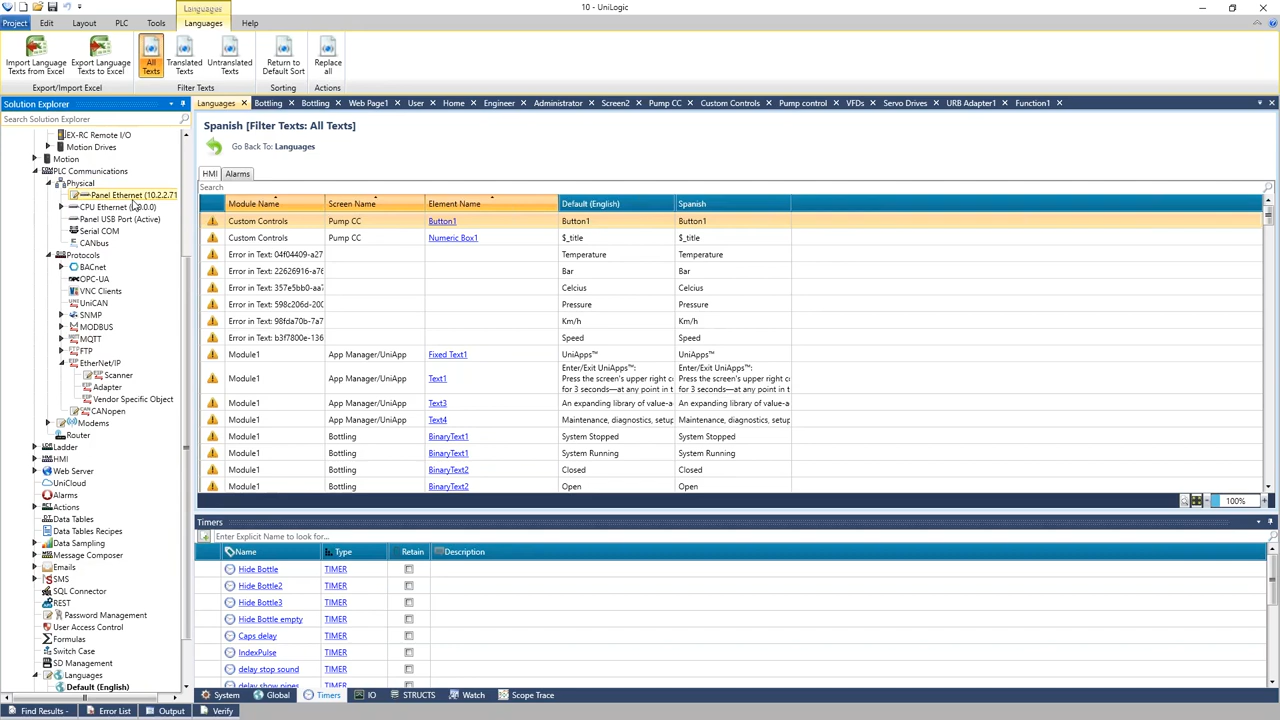 Languages
10 - UniLogic
Project Edit Layout PLC Tools Languages Help
Import Language Texts from Excel
Export Language Texts to Excel
All Texts
Translated Texts
Untranslated Texts
Return to Default Sort
Replace all
Export/Import Excel
Filter Texts
Sorting
Actions
Solution Explorer
Search Solution Explorer
EX-RC Remote I/O
Motion Drives
Motion
PLC Communications
Physical
Panel Ethernet (10.2.2.71
CPU Ethernet
Panel USB Port (Active)
Serial COM
CANbus
Protocols
BACnet
OPC-UA
VNC Clients
UniCAN
SNMP
MODBUS
MQTT
FTP
EtherNet/IP
Scanner
Adapter
Vendor Specific Object
CANopen
Modems
Router
Ladder
HMI
Web Server
UniCloud
Alarms
Actions
Data Tables
Data Tables Recipes
Data Sampling
Message Composer
Emails
SMS
SQL Connector
REST
Password Management
User Access Control
Formulas
Switch Case
SD Management
Languages
Default (English)
Languages Bottling Bottling Web Page1 User Home Engineer Administrator Screen2 Pump CC Custom Controls Pump control VFDs Servo Drives URB Adapter1 Function1
Spanish [Filter Texts: All Texts]
Go Back To: Languages
HMI Alarms
Search
Module Name Screen Name Element Name Default (English) Spanish
Custom Controls Pump CC Button1 Button1 Button1
Custom Controls Pump CC Numeric Box1 $_title $_title
Error in Text: 04f04409-a27 Temperature Temperature
Error in Text: 22626916-a76 Bar Bar
Error in Text: 357e5bb0-aa7 Celcius Celcius
Error in Text: 598c206d-200 Pressure Pressure
Error in Text: 98fda70b-7a7 Km/h Km/h
Error in Text: b3f7800e-136 Speed Speed
Module1 App Manager/UniApp Fixed Text1 UniApps™ UniApps™
Module1 App Manager/UniApp Text1 Enter/Exit UniApps™: Enter/Exit UniApps™:
Press the screen's upper right c Press the screen's upper right c
for 3 seconds—at any point in t for 3 seconds—at any point in t
Module1 App Manager/UniApp Text3 An expanding library of value-a An expanding library of value-a
Module1 App Manager/UniApp Text4 Maintenance, diagnostics, setup Maintenance, diagnostics, setup
Module1 Bottling BinaryText1 System Stopped System Stopped
Module1 Bottling BinaryText1 System Running System Running
Module1 Bottling BinaryText2 Closed Closed
Module1 Bottling BinaryText2 Open Open
100%
Timers
Enter Explicit Name to look for...
Name Type Retain Description
Hide Bottle TIMER
Hide Bottle2 TIMER
Hide Bottle3 TIMER
Hide Bottle empty TIMER
Caps delay TIMER
IndexPulse TIMER
delay stop sound TIMER
delay show pipes TIMER
System Global Timers IO STRUCTS Watch Scope Trace
Find Results - Error List Output Verify